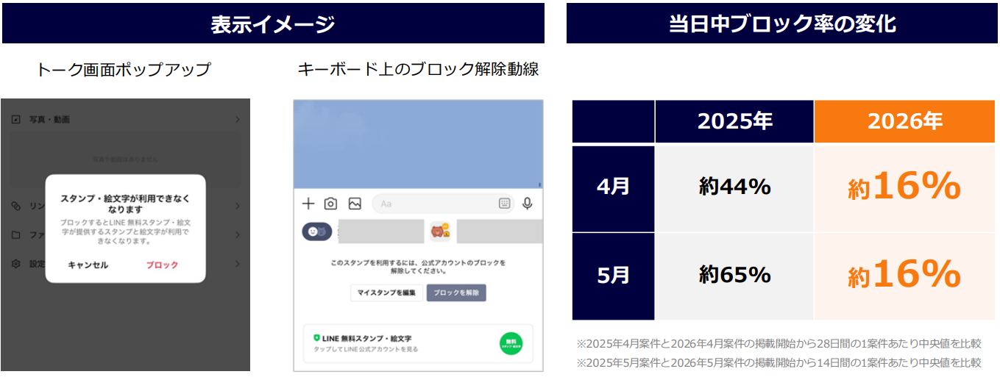 表示イメージ
トーク画面ポップアップ
写真・動画
写真や動画はありません
スタンプ・絵文字が利用できなく
なります
ブロックするとLINE 無料スタンプ・絵文
字が提供するスタンプと絵文字が利用で
きなくなります。
キャンセル
ブロック
リン
ファ
設定
キーボード上のブロック解除動線
Aa
このスタンプを利用するには、公式アカウントのブロックを
解除してください。
マイスタンプを編集
ブロックを解除
LINE 無料スタンプ・絵文字
タップしてLINE公式アカウントを見る
無料
スタンプ・絵文字
当日中ブロック率の変化
2025年
2026年
4月
約44%
約16%
5月
約65%
約16%
※2025年4月案件と2026年4月案件の掲載開始から28日間の1案件あたり中央値を比較
※2025年5月案件と2026年5月案件の掲載開始から14日間の1案件あたり中央値を比較